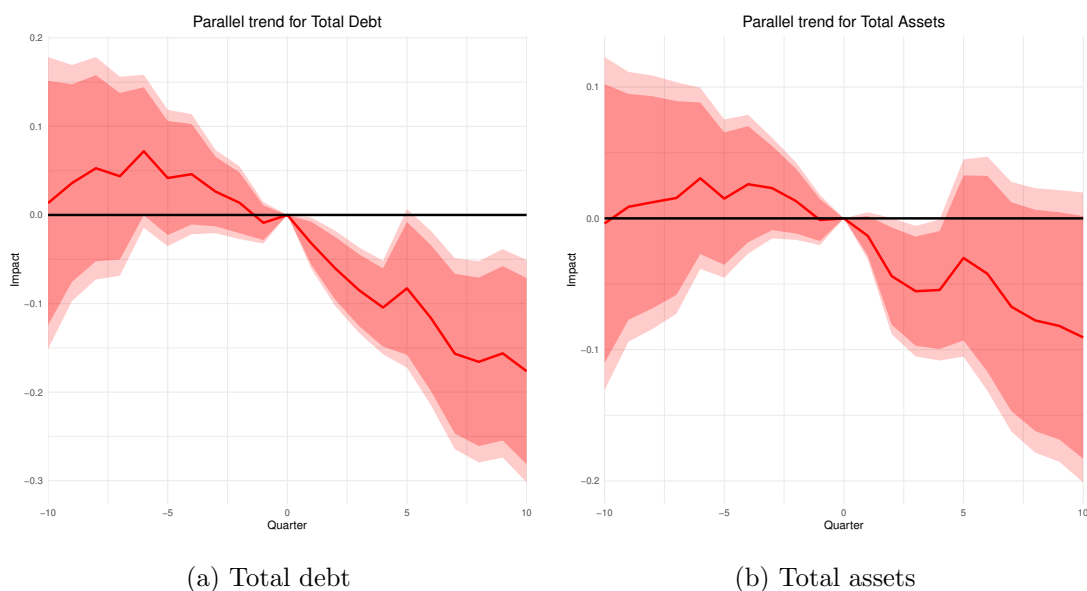 Parallel trend for Total Debt
0.2
0.1
0.0
−0.1
−0.2
−0.3
Impact
−10
−5
0
5
10
Quarter
(a) Total debt
Parallel trend for Total Assets
0.1
0.0
−0.1
−0.2
Impact
−10
−5
0
5
10
Quarter
(b) Total assets